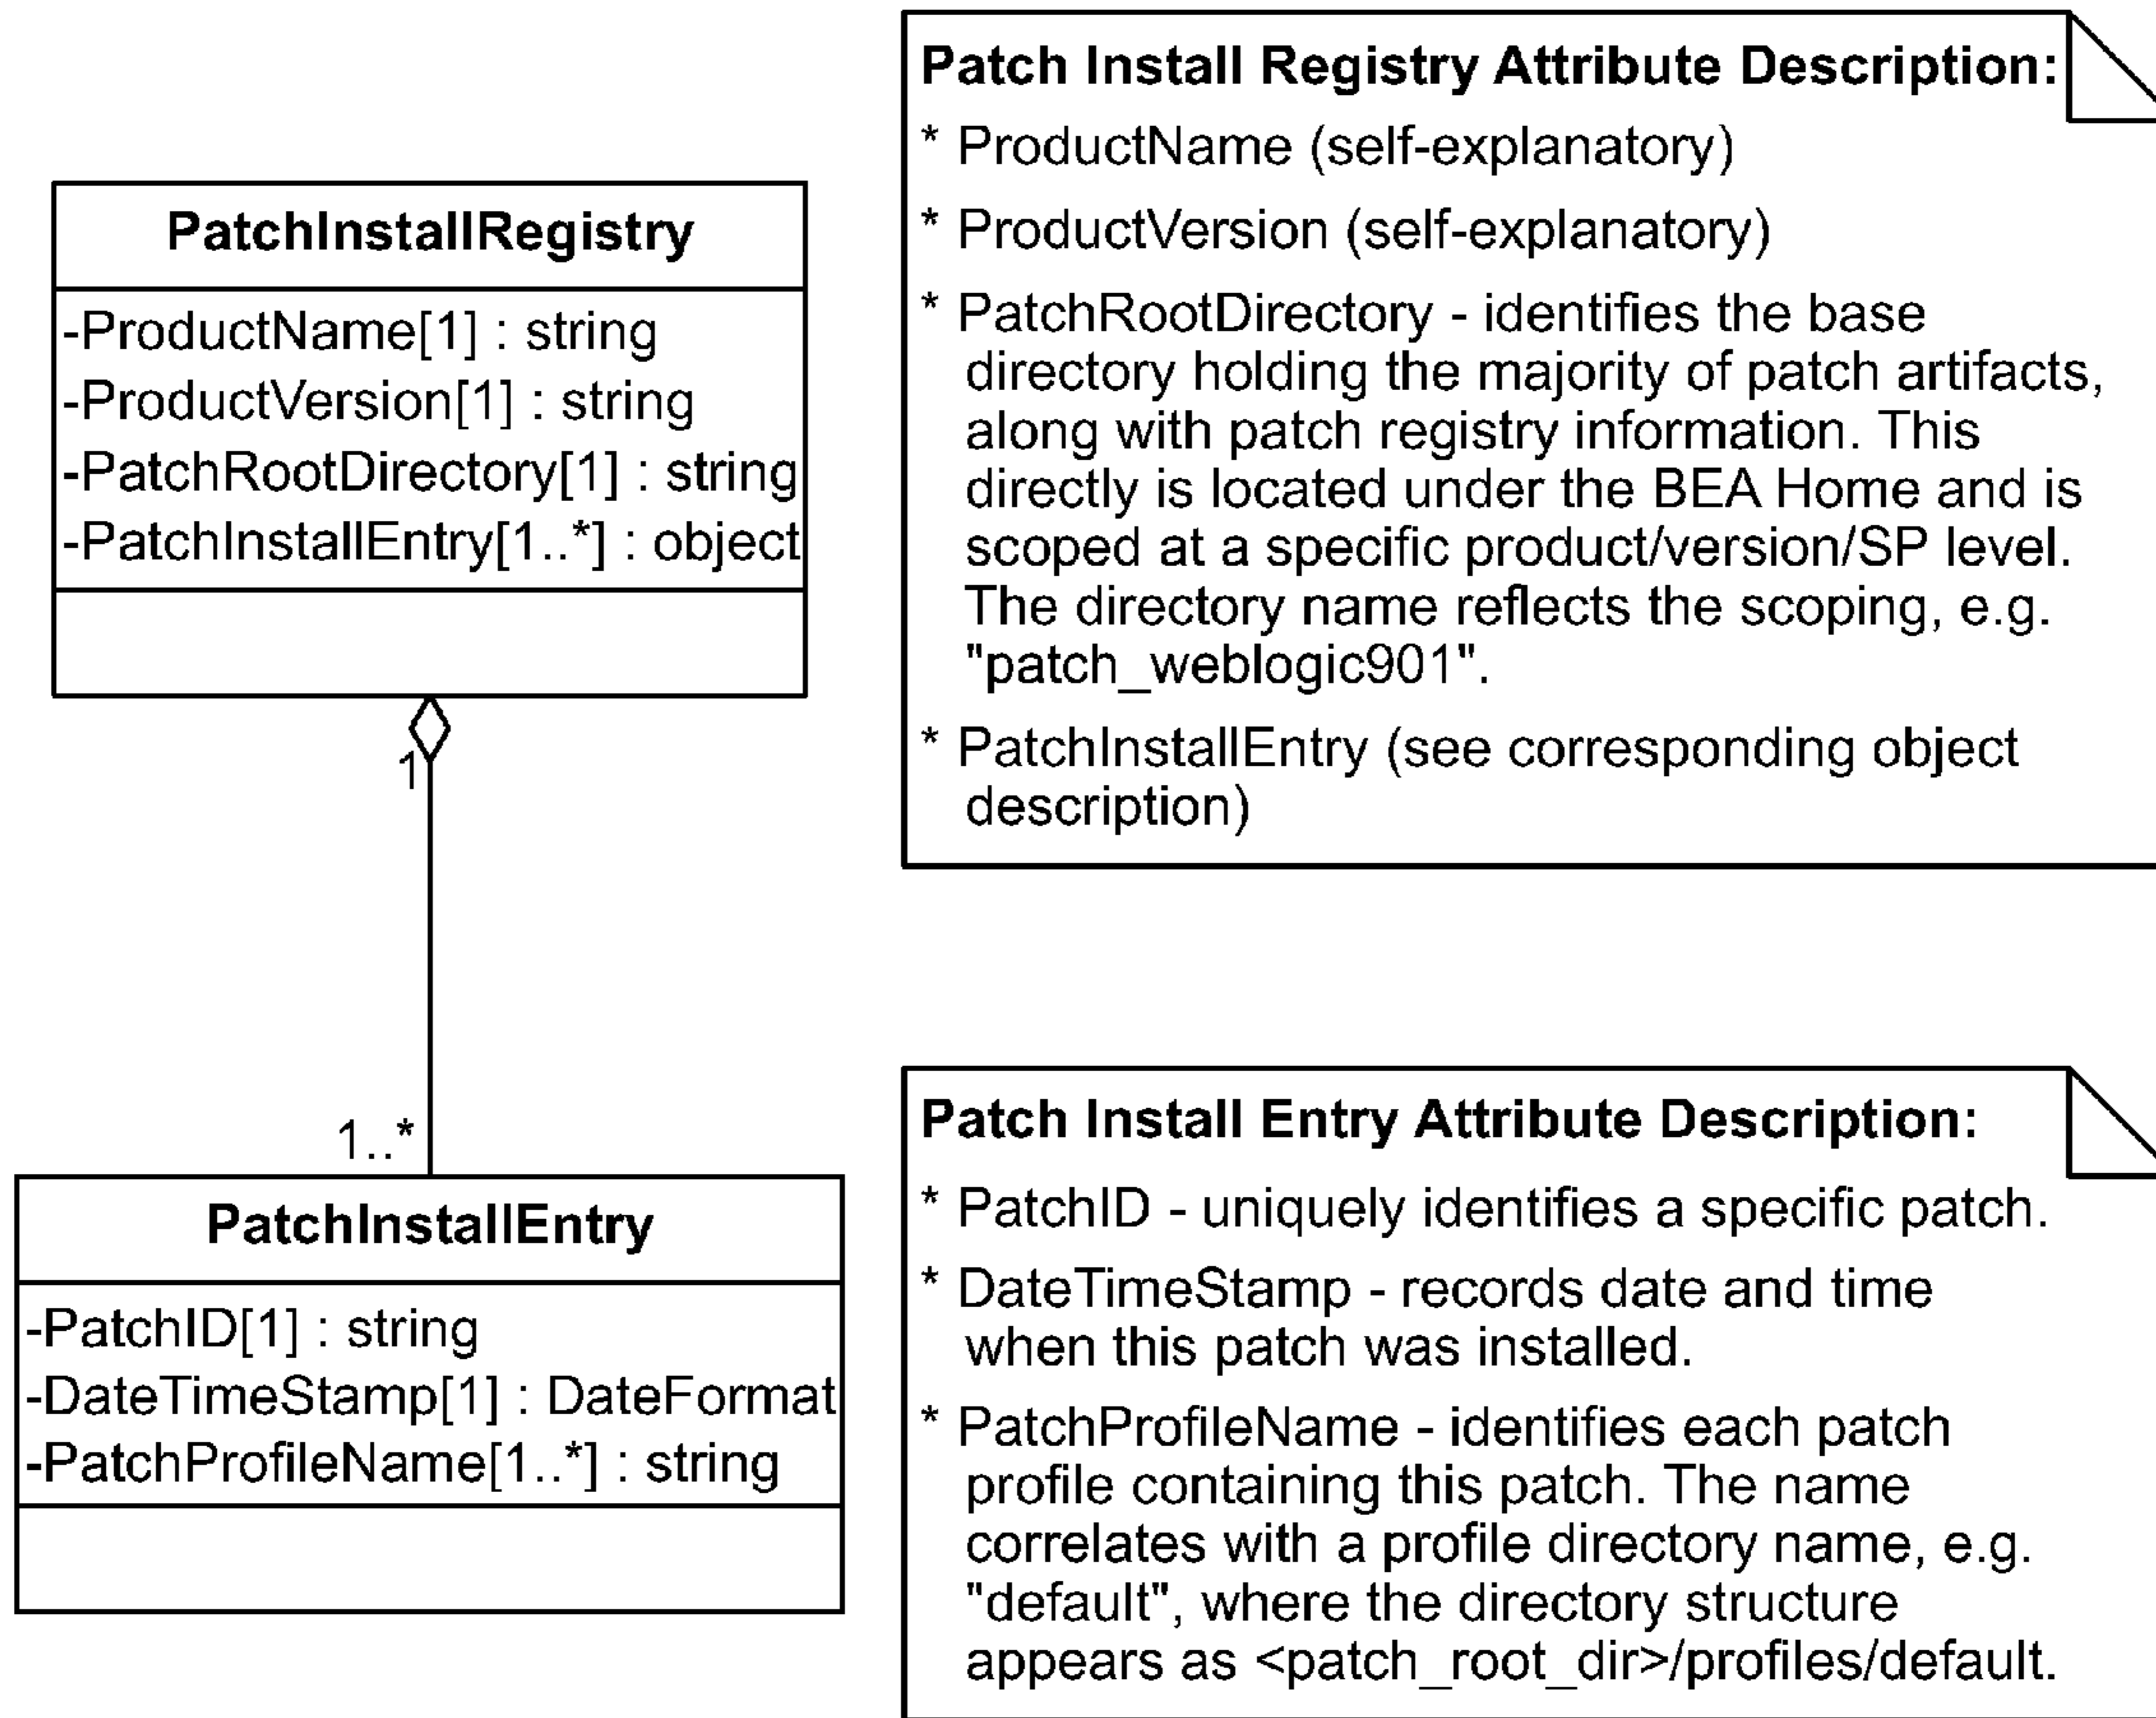 PatchInstallRegistry
-ProductName[1] : string
-ProductVersion[1] : string
-PatchRootDirectory[1] : string
-PatchInstallEntry[1..*] : object
1
1..*
PatchInstallEntry
-PatchID[1] : string
-DateTimeStamp[1] : DateFormat
-PatchProfileName[1..*] : string
Patch Install Registry Attribute Description:
* ProductName (self-explanatory)
* ProductVersion (self-explanatory)
* PatchRootDirectory - identifies the base
directory holding the majority of patch artifacts,
along with patch registry information. This
directly is located under the BEA Home and is
scoped at a specific product/version/SP level.
The directory name reflects the scoping, e.g.
"patch_weblogic901".
* PatchInstallEntry (see corresponding object
description)
Patch Install Entry Attribute Description:
* PatchID - uniquely identifies a specific patch.
* DateTimeStamp - records date and time
when this patch was installed.
* PatchProfileName - identifies each patch
profile containing this patch. The name
correlates with a profile directory name, e.g.
"default", where the directory structure
appears as <patch_root_dir>/profiles/default.